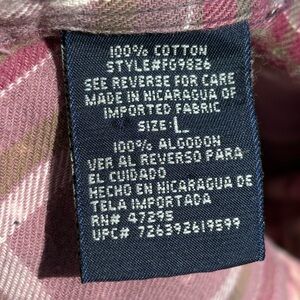 100% COTTON
STYLE#FG9826
SEE REVERSE FOR CARE
MADE IN NICARAGUA OF
IMPORTED FABRIC
SIZE: L
100% ALGODON
VER AL REVERSO PARA
EL CUIDADO
HECHO EN NICARAGUA DE
TELA IMPORTADA
RN# 47295
UPC# 726392619599